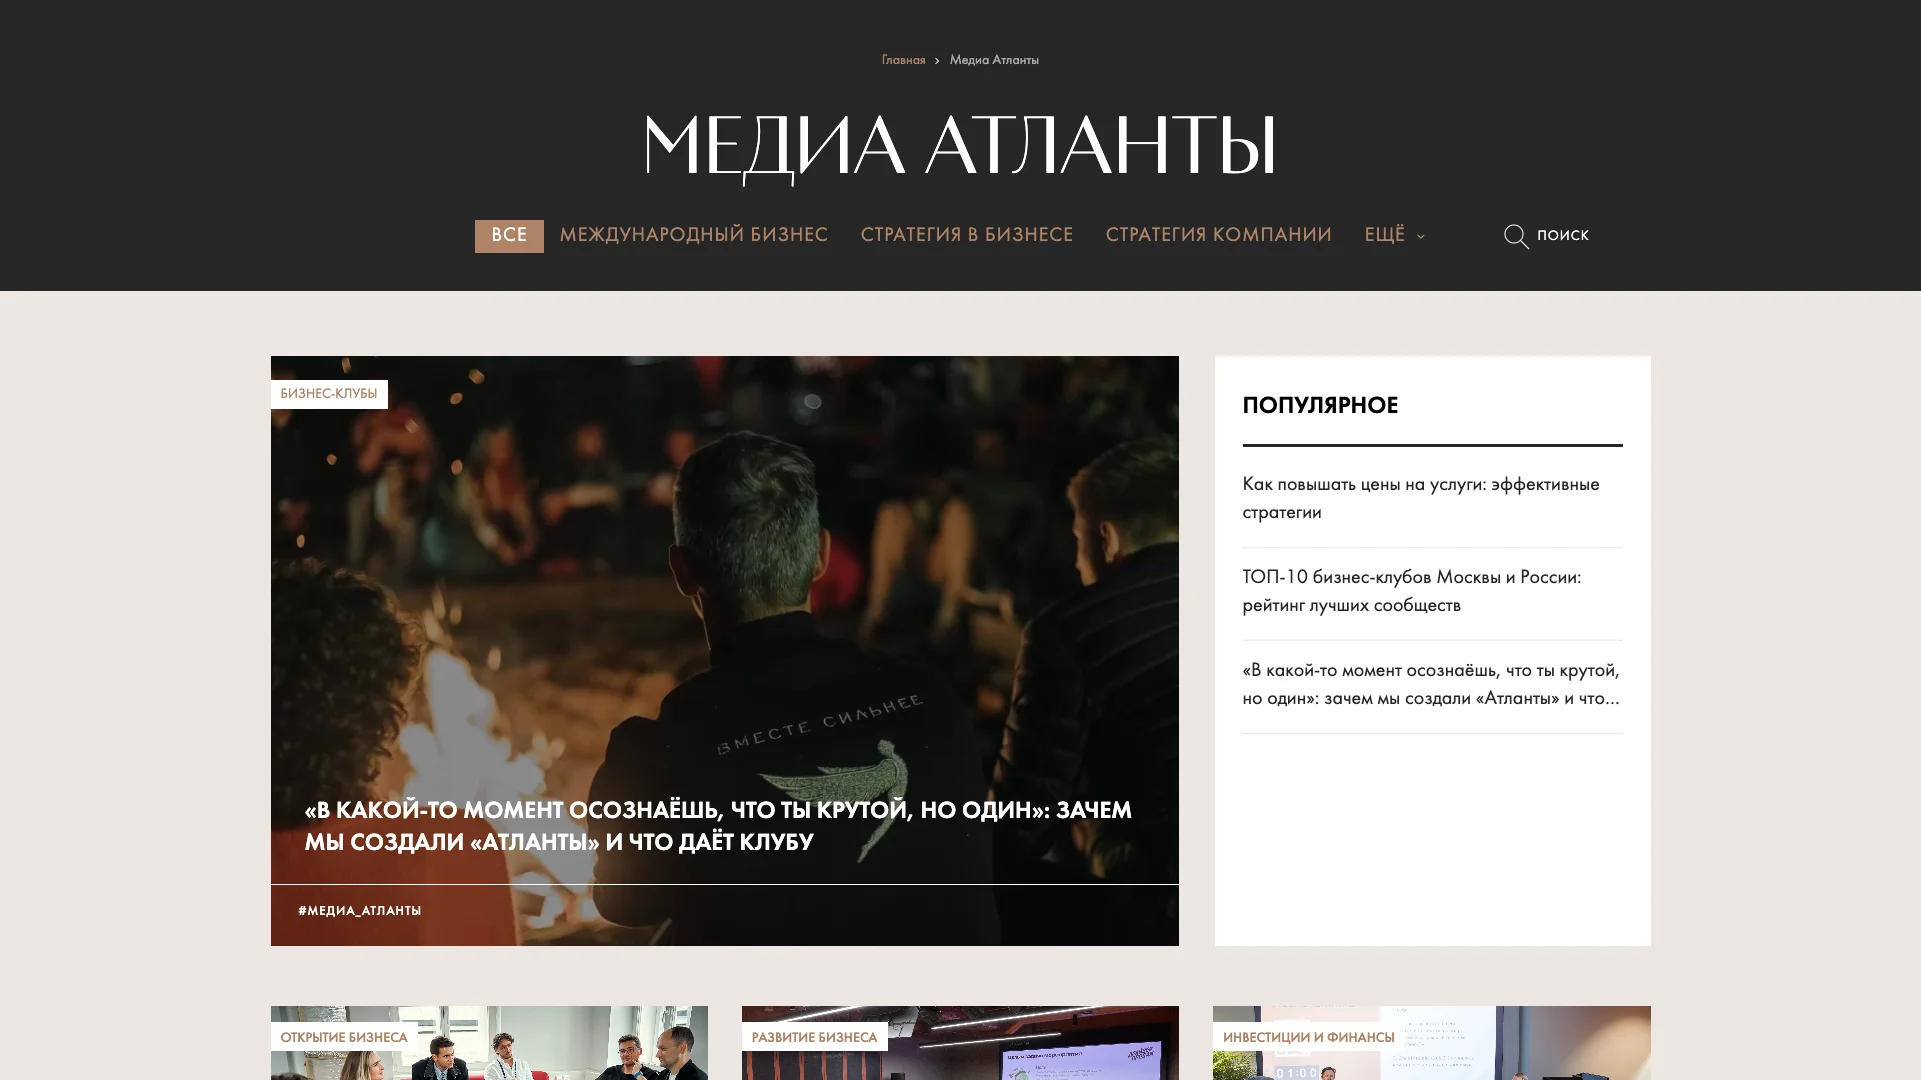 Главная › Медиа Атланты
МЕДИА АТЛАНТЫ
ВСЕ МЕЖДУНАРОДНЫЙ БИЗНЕС СТРАТЕГИЯ В БИЗНЕСЕ СТРАТЕГИЯ КОМПАНИИ ЕЩЁ ПОИСК
БИЗНЕС-КЛУБЫ
ВМЕСТЕ СИЛЬНЕЕ
«В КАКОЙ-ТО МОМЕНТ ОСОЗНАЁШЬ, ЧТО ТЫ КРУТОЙ, НО ОДИН»: ЗАЧЕМ
МЫ СОЗДАЛИ «АТЛАНТЫ» И ЧТО ДАЁТ КЛУБУ
#МЕДИА_АТЛАНТЫ
ПОПУЛЯРНОЕ
Как повышать цены на услуги: эффективные
стратегии
ТОП-10 бизнес-клубов Москвы и России:
рейтинг лучших сообществ
«В какой-то момент осознаёшь, что ты крутой,
но один»: зачем мы создали «Атланты» и что...
ОТКРЫТИЕ БИЗНЕСА
РАЗВИТИЕ БИЗНЕСА
ИНВЕСТИЦИИ И ФИНАНСЫ
01:00